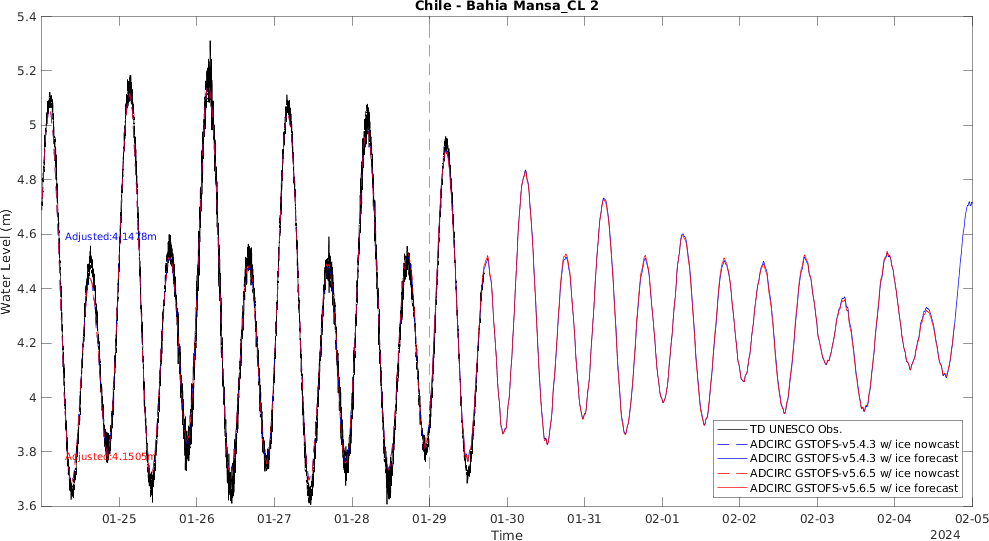 Chile - Bahia Mansa_CL 2
5.4
5.2
5
4.8
4.6
4.4
4.2
4
3.8
3.6
Water Level (m)
Adjusted:4.1478m
Adjusted:4.1505m
TD UNESCO Obs.
ADCIRC GSTOFS-v5.4.3 w/ ice nowcast
ADCIRC GSTOFS-v5.4.3 w/ ice forecast
ADCIRC GSTOFS-v5.6.5 w/ ice nowcast
ADCIRC GSTOFS-v5.6.5 w/ ice forecast
01-25 01-26 01-27 01-28 01-29 01-30 01-31 02-01 02-02 02-03 02-04 02-05
Time
2024